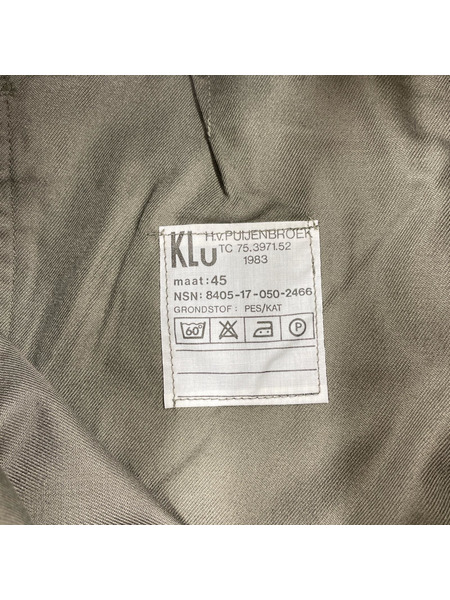 KLu H.v.PUIJENBROEK
TC 75.3971.52
1983
maat: 45
NSN: 8405-17-050-2466
GRONDSTOF: PES/KAT
60° P